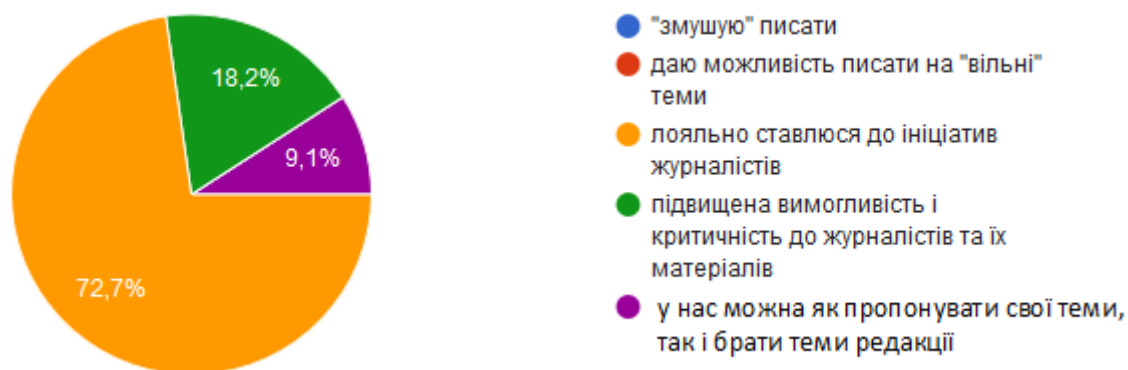 18,2%
9,1%
72,7%
"змушую" писати
даю можливість писати на "вільні"
теми
лояльно ставлюся до ініціатив
журналістів
підвищена вимогливість і
критичність до журналістів та їх
матеріалів
у нас можна як пропонувати свої теми,
так і брати теми редакції